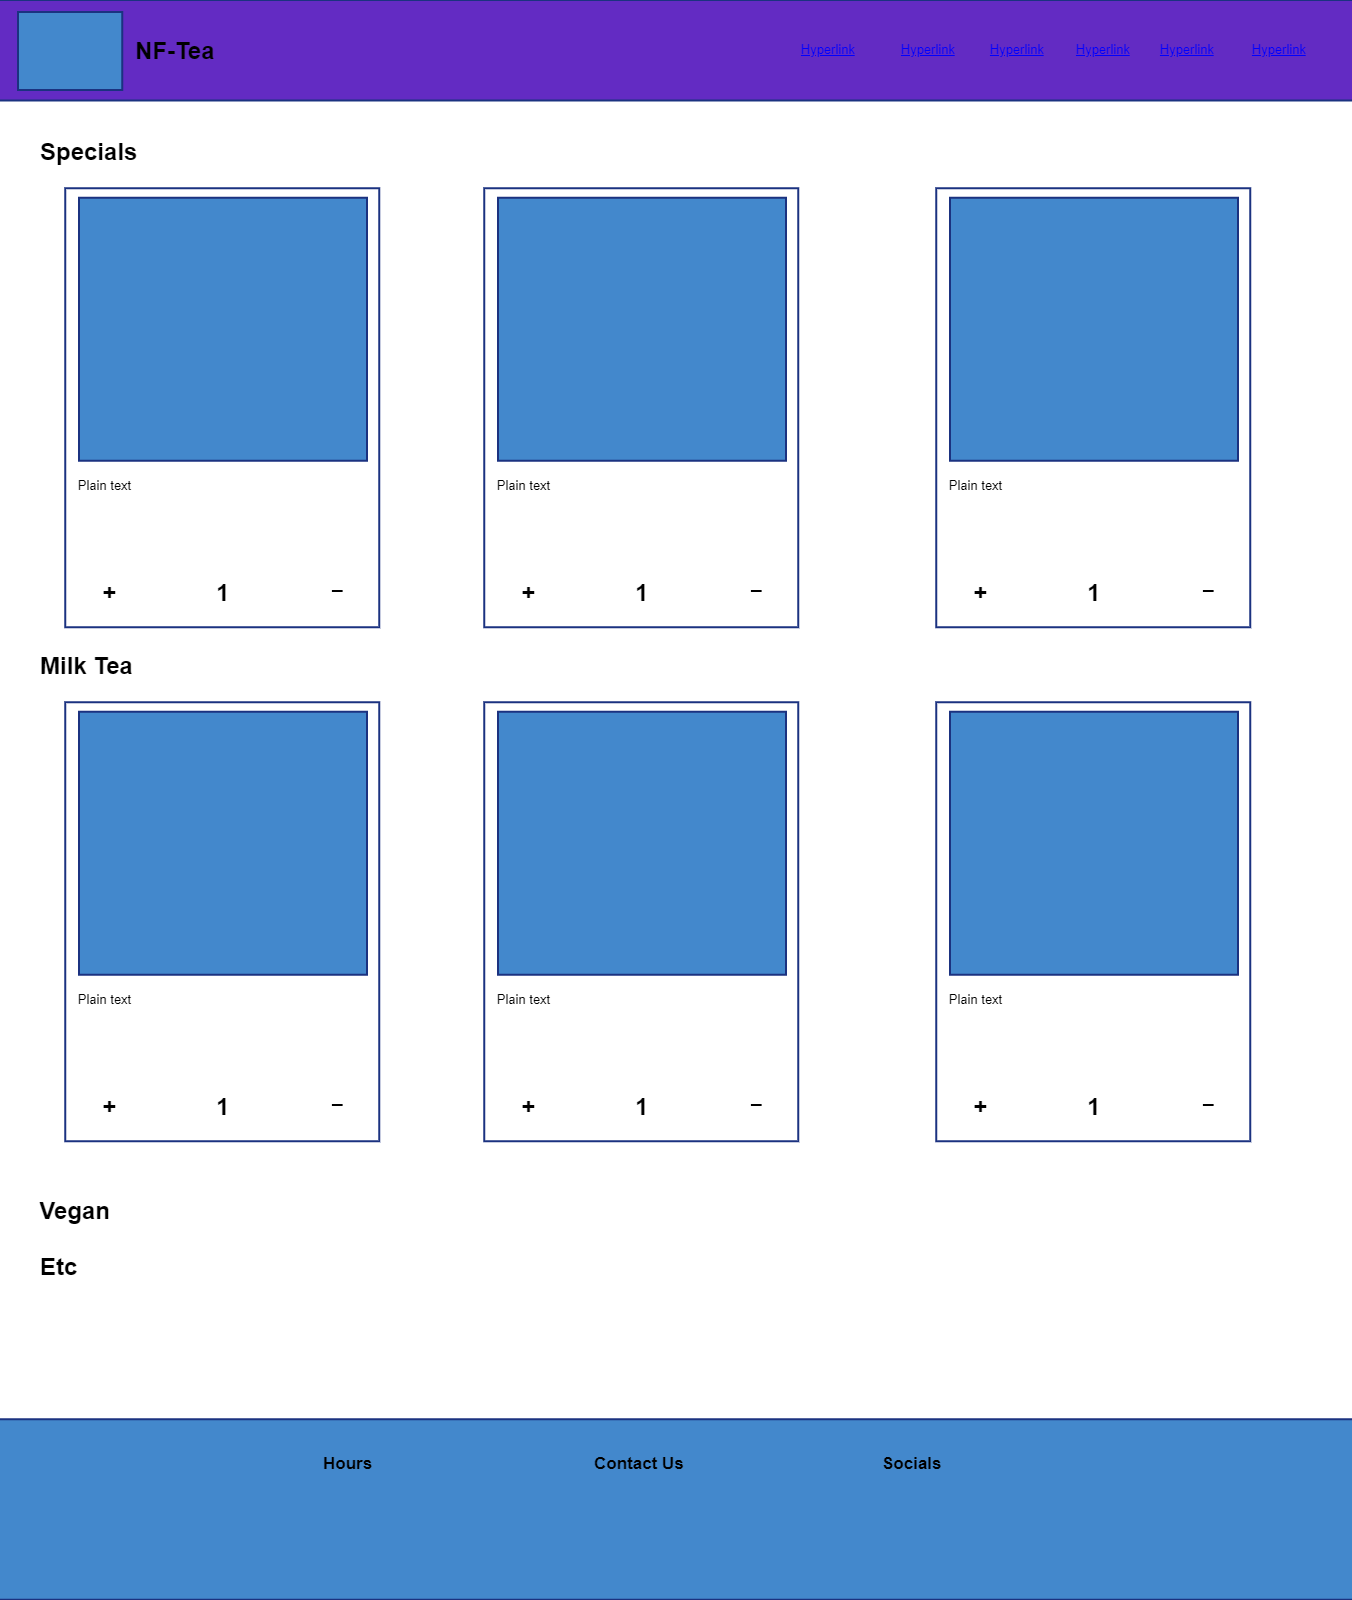 NF-Tea
Hyperlink Hyperlink Hyperlink Hyperlink Hyperlink Hyperlink
Specials
Plain text Plain text Plain text
+ 1 − + 1 − + 1 −
Milk Tea
Plain text Plain text Plain text
+ 1 − + 1 − + 1 −
Vegan
Etc
Hours Contact Us Socials